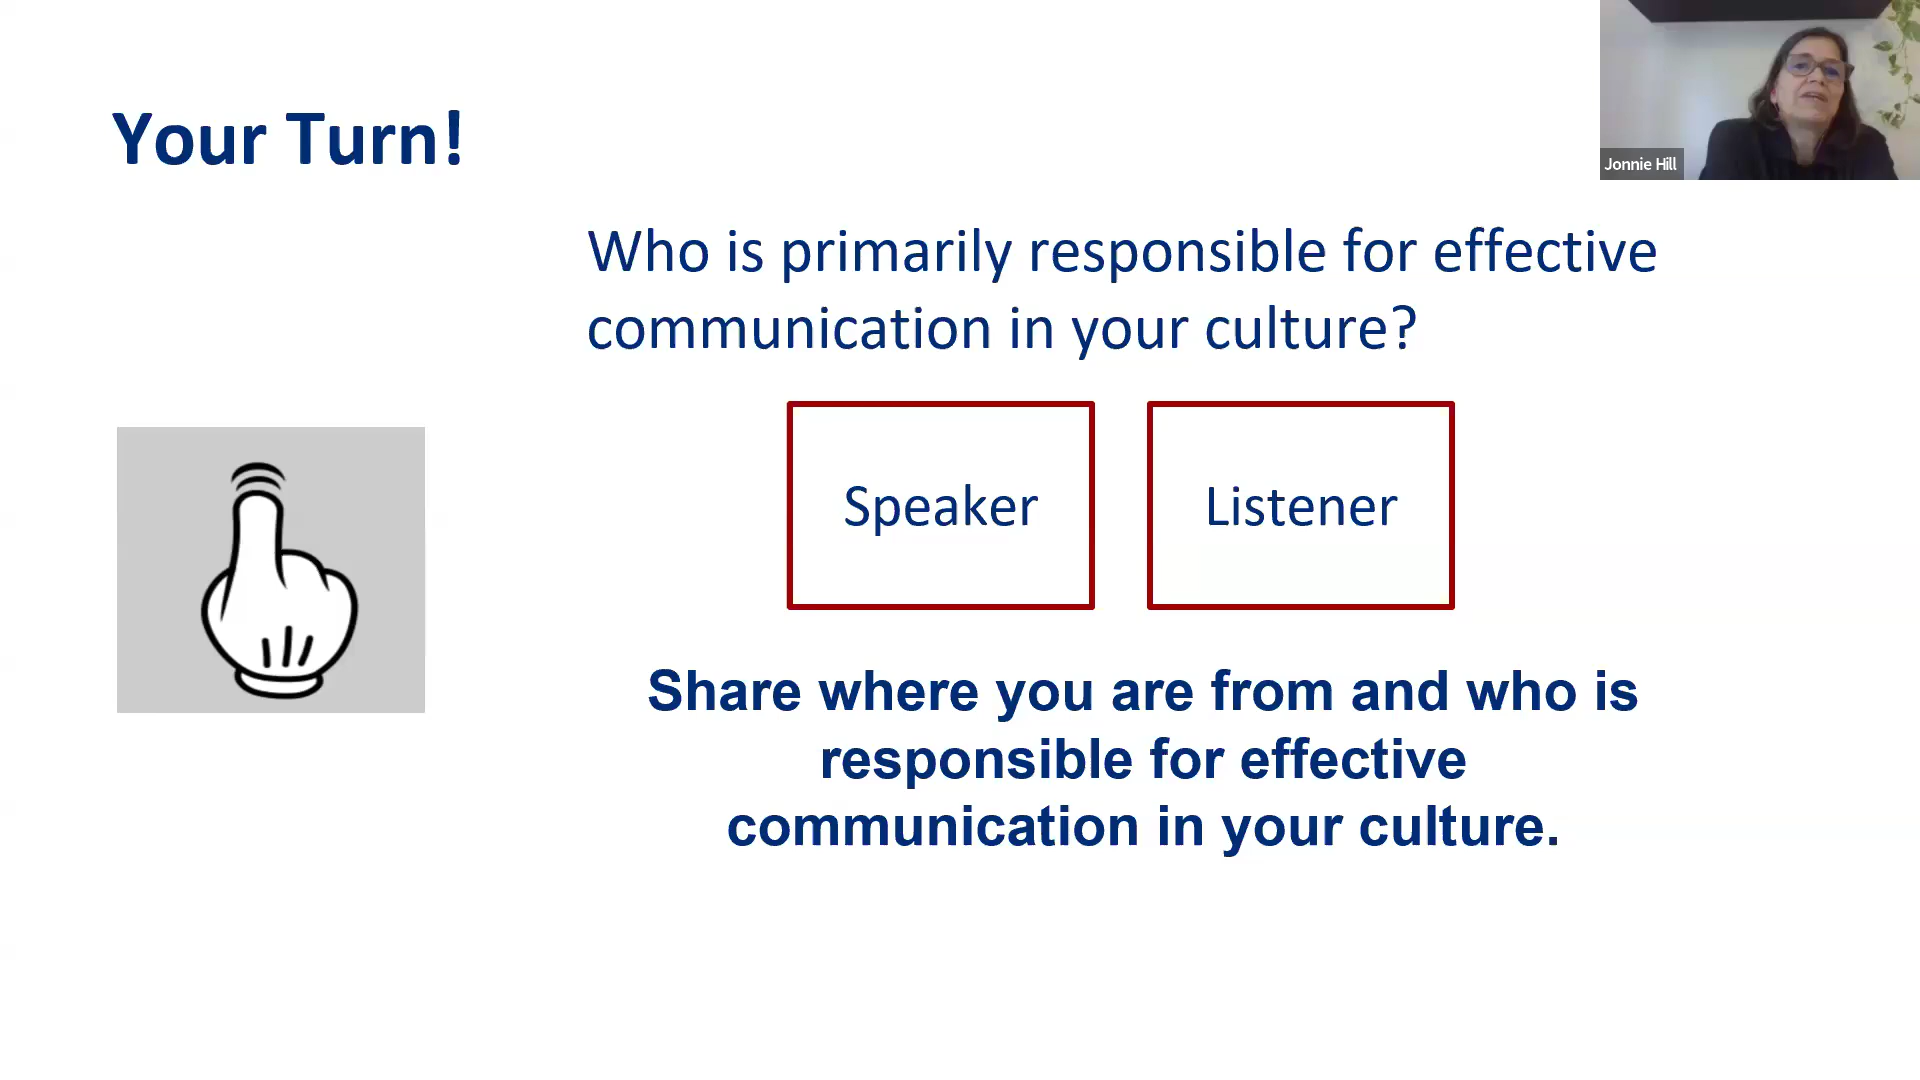 Your Turn!
Jonnie Hill
Who is primarily responsible for effective
communication in your culture?
Speaker
Listener
Share where you are from and who is
responsible for effective
communication in your culture.